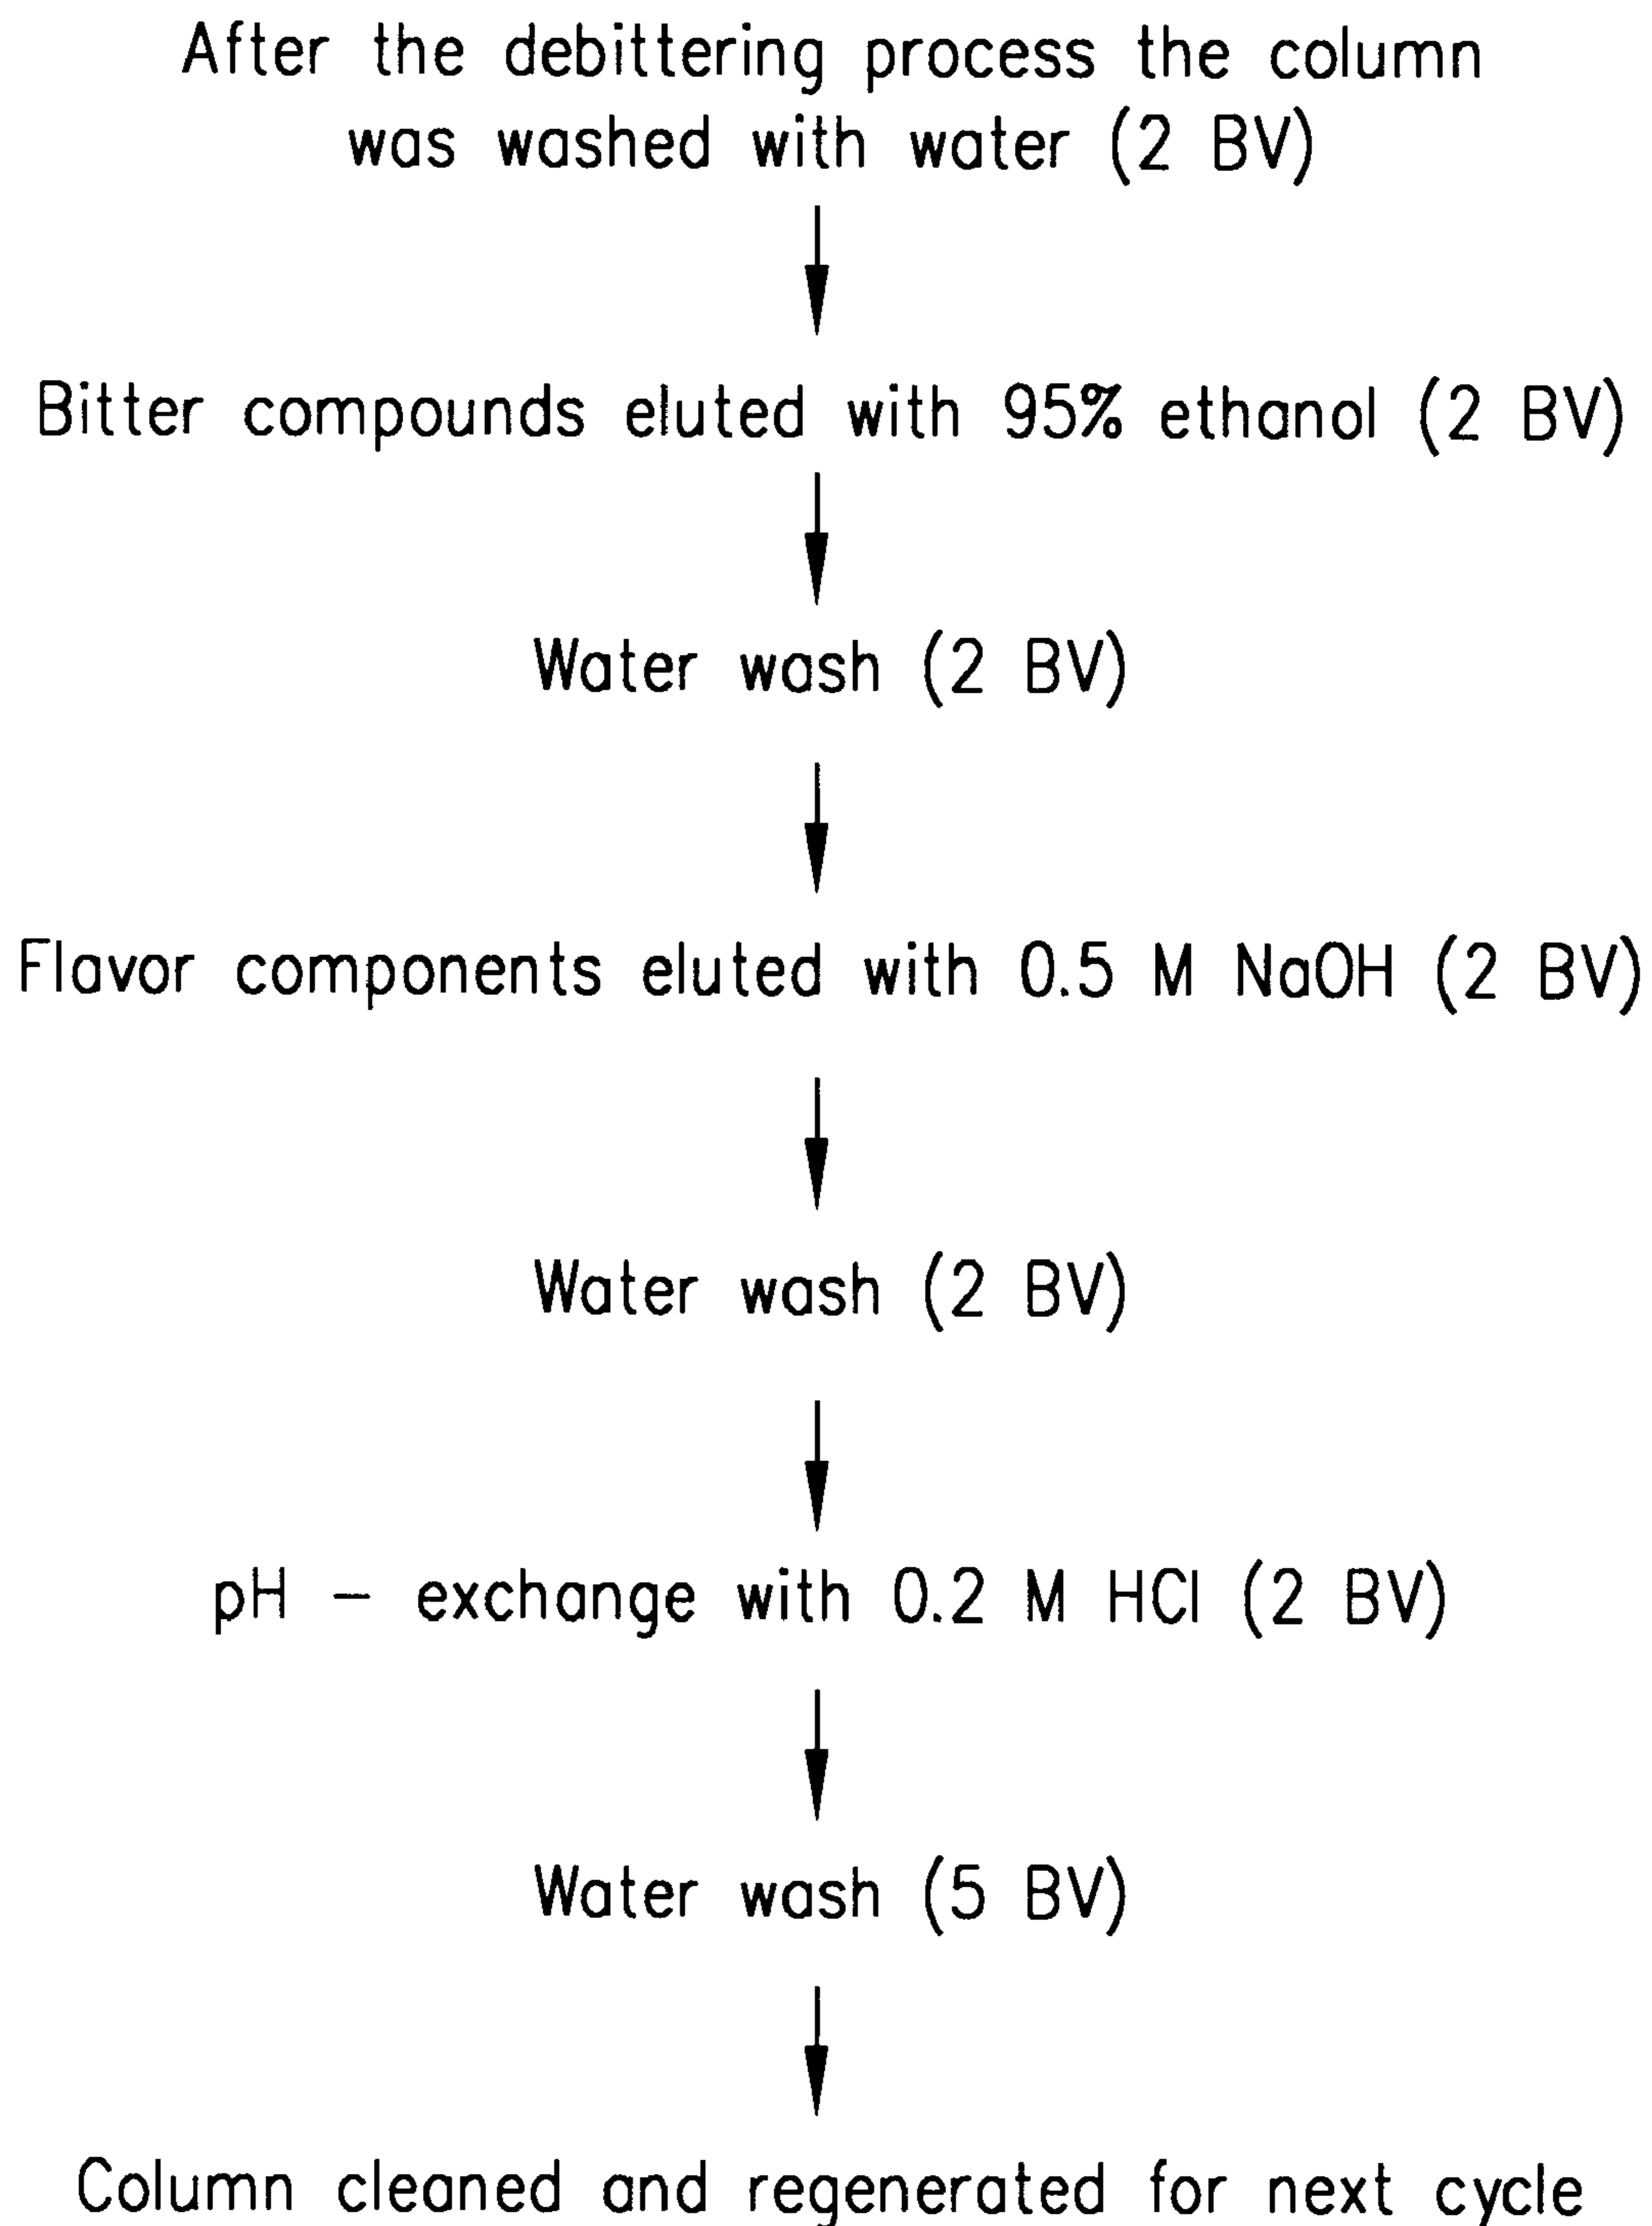 After the debittering process the column
was washed with water (2 BV)
Bitter compounds eluted with 95% ethanol (2 BV)
Water wash (2 BV)
Flavor components eluted with 0.5 M NaOH (2 BV)
Water wash (2 BV)
pH - exchange with 0.2 M HCl (2 BV)
Water wash (5 BV)
Column cleaned and regenerated for next cycle